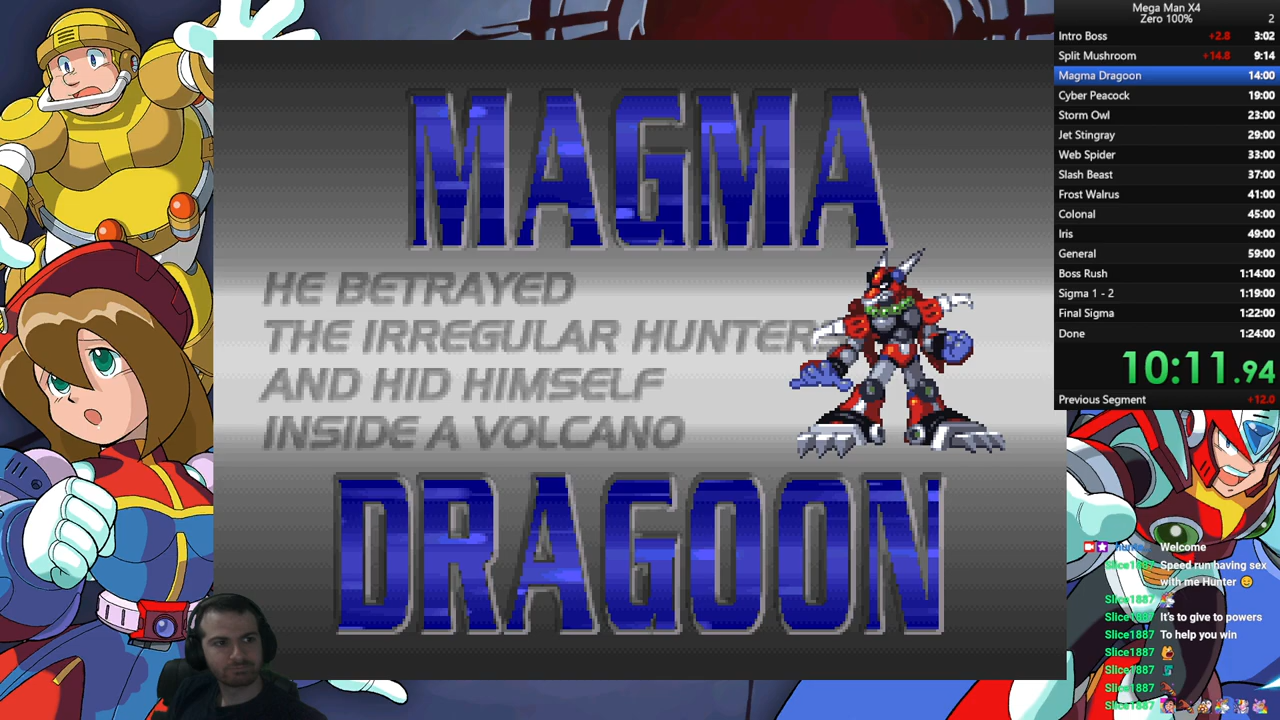 MAGMA
HE BETRAYED
THE IRREGULAR HUNTERS
AND HID HIMSELF
INSIDE A VOLCANO
DRAGOON
Mega Man X4
Zero 100%
2
Intro Boss +2.8 3:02
Split Mushroom +14.8 9:14
Magma Dragoon 14:00
Cyber Peacock 19:00
Storm Owl 23:00
Jet Stingray 29:00
Web Spider 33:00
Slash Beast 37:00
Frost Walrus 41:00
Colonal 45:00
Iris 49:00
General 59:00
Boss Rush 1:14:00
Sigma 1 - 2 1:19:00
Final Sigma 1:22:00
Done 1:24:00
10:11.94
Previous Segment +12.0
Welcome
Slice1887 Speed run having sex
with me Hunter
Slice1887
Slice1887 It's to give to powers
Slice1887 To help you win
Slice1887
Slice1887
Slice1887
Slice1887